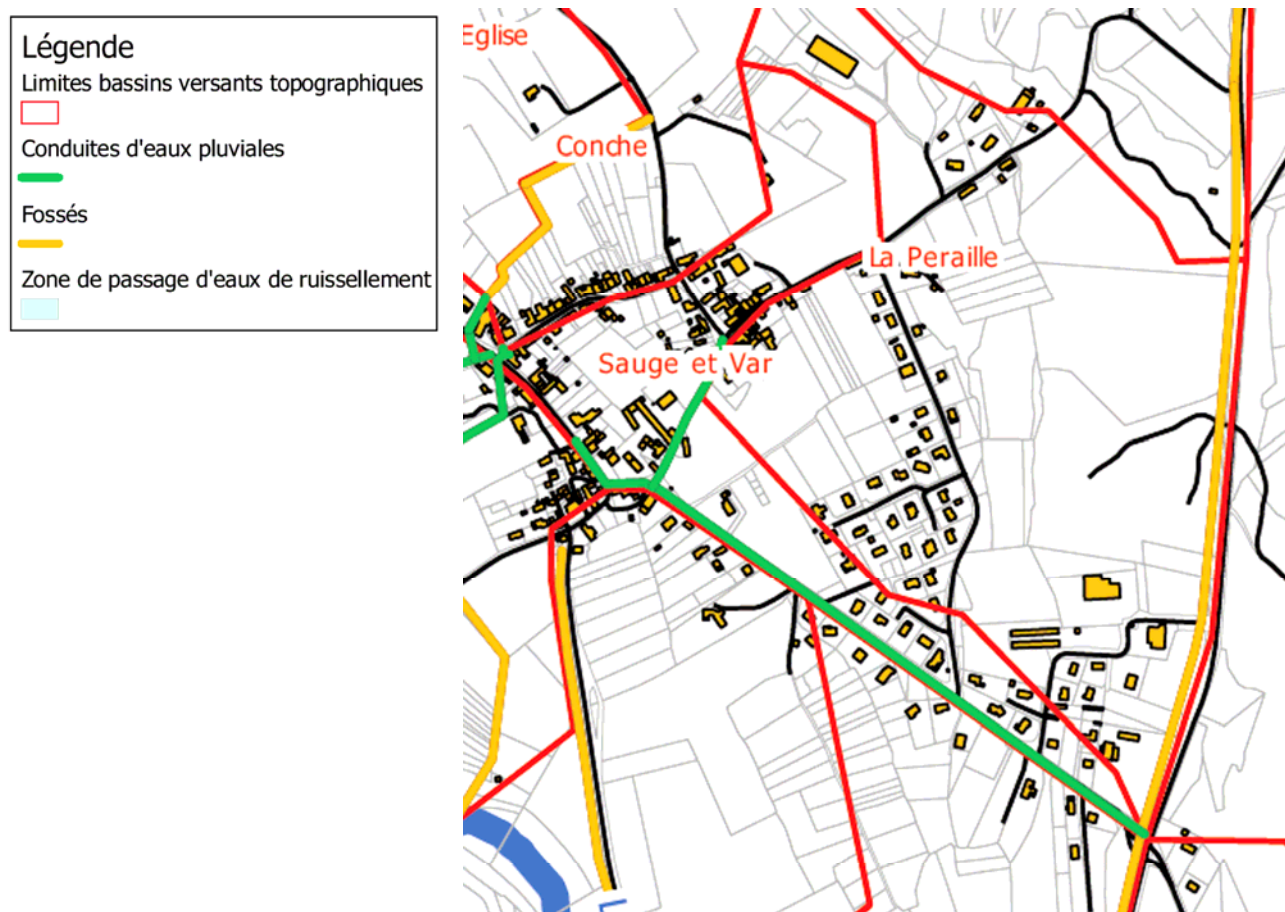 Légende
Limites bassins versants topographiques
Conduites d'eaux pluviales
Fossés
Zone de passage d'eaux de ruissellement
Eglise
Conche
La Peraille
Sauge et Var